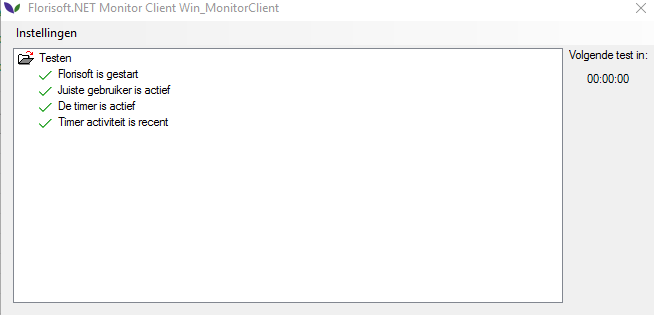 Florisoft.NET Monitor Client Win_MonitorClient
Instellingen
Testen
Florisoft is gestart
Juiste gebruiker is actief
De timer is actief
Timer activiteit is recent
Volgende test in:
00:00:00